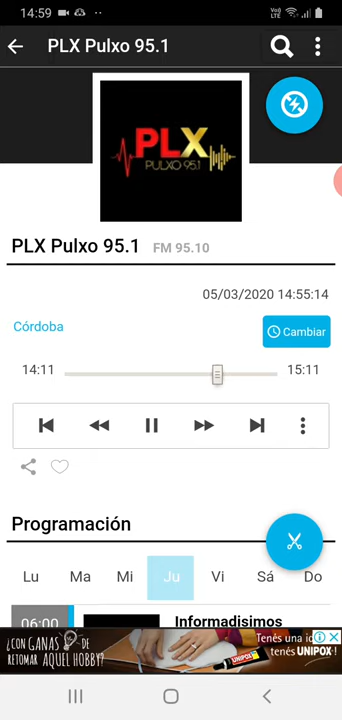 14:59
PLX Pulxo 95.1
PLX
PULXO 95.1
PLX Pulxo 95.1 FM 95.10
05/03/2020 14:55:14
Córdoba
Cambiar
14:11
15:11
Programación
Lu Ma Mi Ju Vi Sá Do
06:00
Informadisimos
¿CON GANAS DE
RETOMAR AQUEL HOBBY?
Tenés una
tenés UNIPOX!
UNIPOX